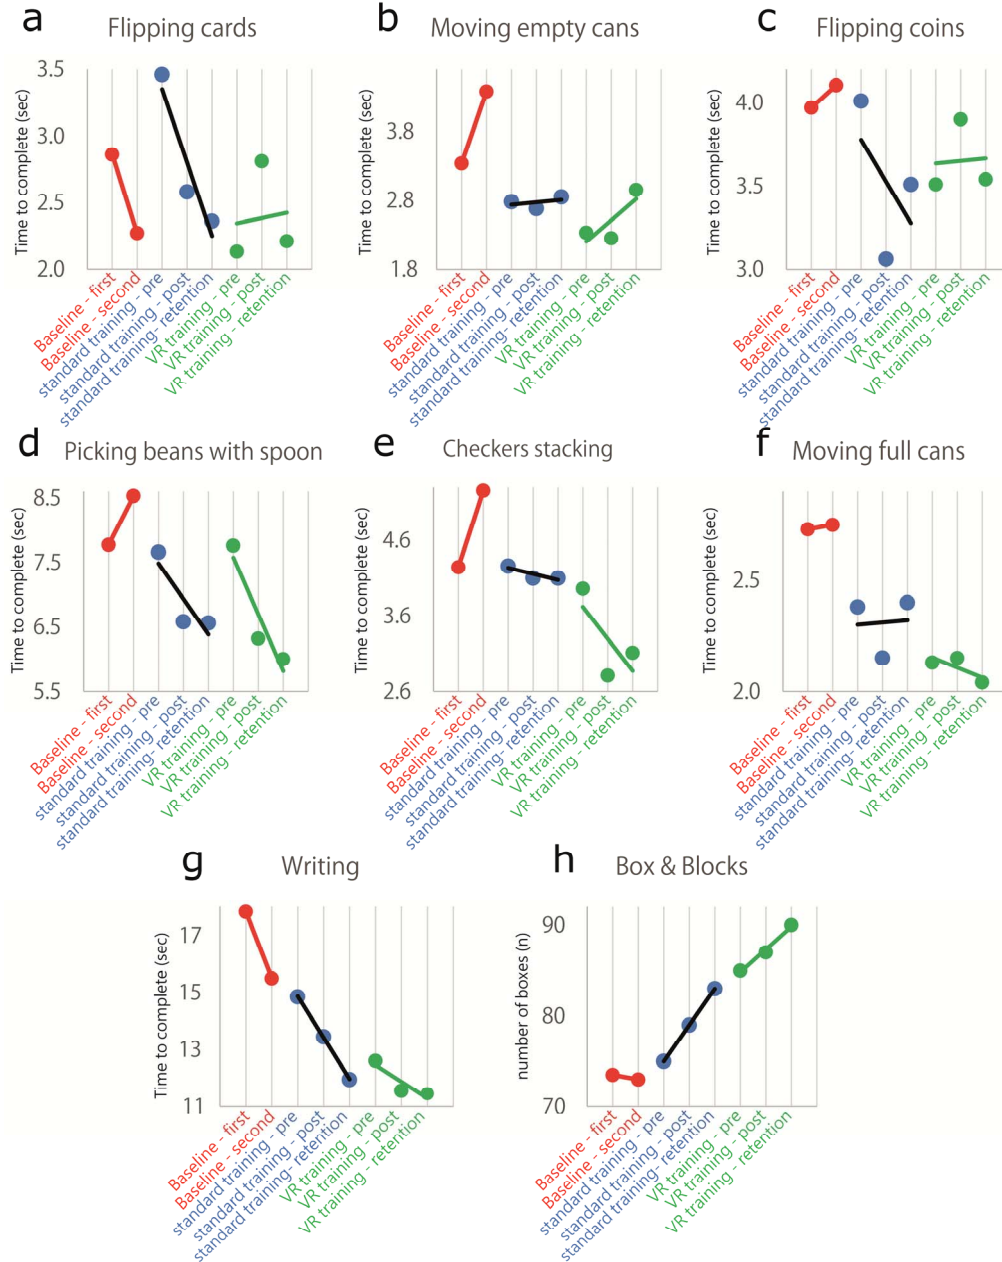 a
Flipping cards
Time to complete (sec)
3.5
3.0
2.5
2.0
Baseline - first
Baseline - second
standard training - pre
standard training - post
standard training - retention
VR training - pre
VR training - post
VR training - retention
b
Moving empty cans
Time to complete (sec)
3.8
2.8
1.8
Baseline - first
Baseline - second
standard training - pre
standard training - post
standard training - retention
VR training - pre
VR training - post
VR training - retention
c
Flipping coins
Time to complete (sec)
4.0
3.5
3.0
Baseline - first
Baseline - second
standard training - pre
standard training - post
standard training - retention
VR training - pre
VR training - post
VR training - retention
d
Picking beans with spoon
Time to complete (sec)
8.5
7.5
6.5
5.5
Baseline - first
Baseline - second
standard training - pre
standard training - post
standard training - retention
VR training - pre
VR training - post
VR training - retention
e
Checkers stacking
Time to complete (sec)
4.6
3.6
2.6
Baseline - first
Baseline - second
standard training - pre
standard training - post
standard training - retention
VR training - pre
VR training - post
VR training - retention
f
Moving full cans
Time to complete (sec)
2.5
2.0
Baseline - first
Baseline - second
standard training - pre
standard training - post
standard training - retention
VR training - pre
VR training - post
VR training - retention
g
Writing
Time to complete (sec)
17
15
13
11
Baseline - first
Baseline - second
standard training - pre
standard training - post
standard training- retention
VR training - pre
VR training - post
VR training - retention
h
Box & Blocks
number of boxes (n)
90
80
70
Baseline - first
Baseline - second
standard training - pre
standard training - post
standard training- retention
VR training - pre
VR training - post
VR training - retention